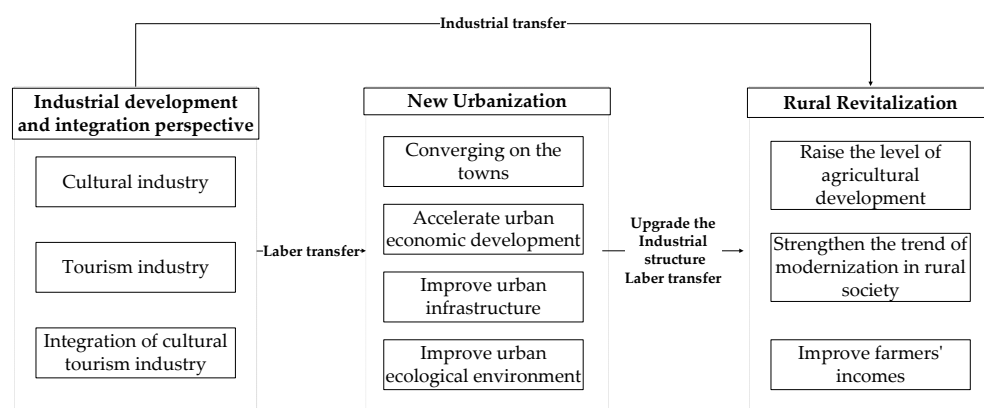 Industrial transfer
Industrial development
and integration perspective
Cultural industry
Tourism industry
Integration of cultural
tourism industry
Laber transfer
New Urbanization
Converging on the
towns
Accelerate urban
economic development
Improve urban
infrastructure
Improve urban
ecological environment
Upgrade the
Industrial
structure
Laber transfer
Rural Revitalization
Raise the level of
agricultural
development
Strengthen the trend of
modernization in rural
society
Improve farmers'
incomes